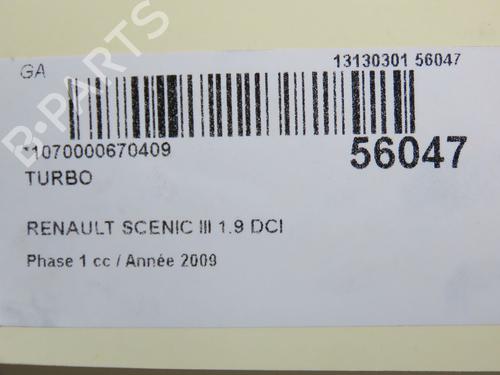 GA
13130301 56047
*1070000670409
56047
TURBO
RENAULT SCENIC III 1.9 DCI
Phase 1 cc / Année 2009
B-PARTS